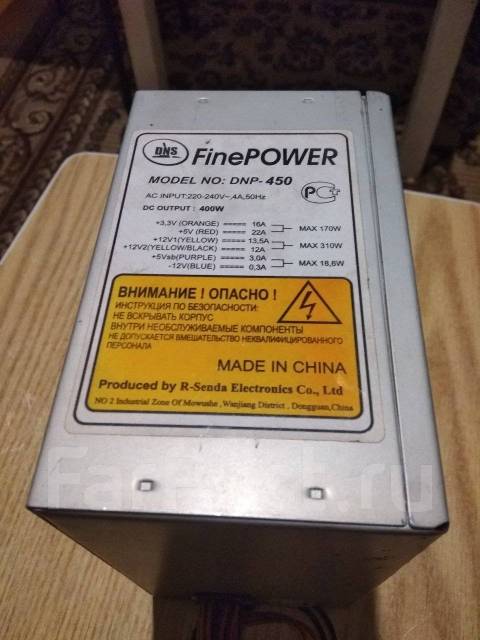 DNS
FinePOWER
MODEL NO: DNP-450
AC INPUT:220-240V~,4A,50Hz
DC OUTPUT : 400W
+3,3V (ORANGE) ===== 16A
+5V (RED) ===== 22A
MAX 170W
+12V1(YELLOW) ===== 13,5A
+12V2(YELLOW/BLACK) ===== 12A
MAX 310W
+5Vsb(PURPLE) ===== 3,0A
-12V(BLUE) ===== 0,3A
MAX 18,6W
ВНИМАНИЕ ! ОПАСНО !
ИНСТРУКЦИЯ ПО БЕЗОПАСНОСТИ:
НЕ ВСКРЫВАТЬ КОРПУС
ВНУТРИ НЕОБСЛУЖИВАЕМЫЕ КОМПОНЕНТЫ
НЕ ДОПУСКАЕТСЯ ВМЕШАТЕЛЬСТВО НЕКВАЛИФИЦИРОВАННОГО
ПЕРСОНАЛА
MADE IN CHINA
Produced by R-Senda Electronics Co., Ltd
NO 2 Industrial Zone Of Mowushe, Wanjiang District , Dongguan,China